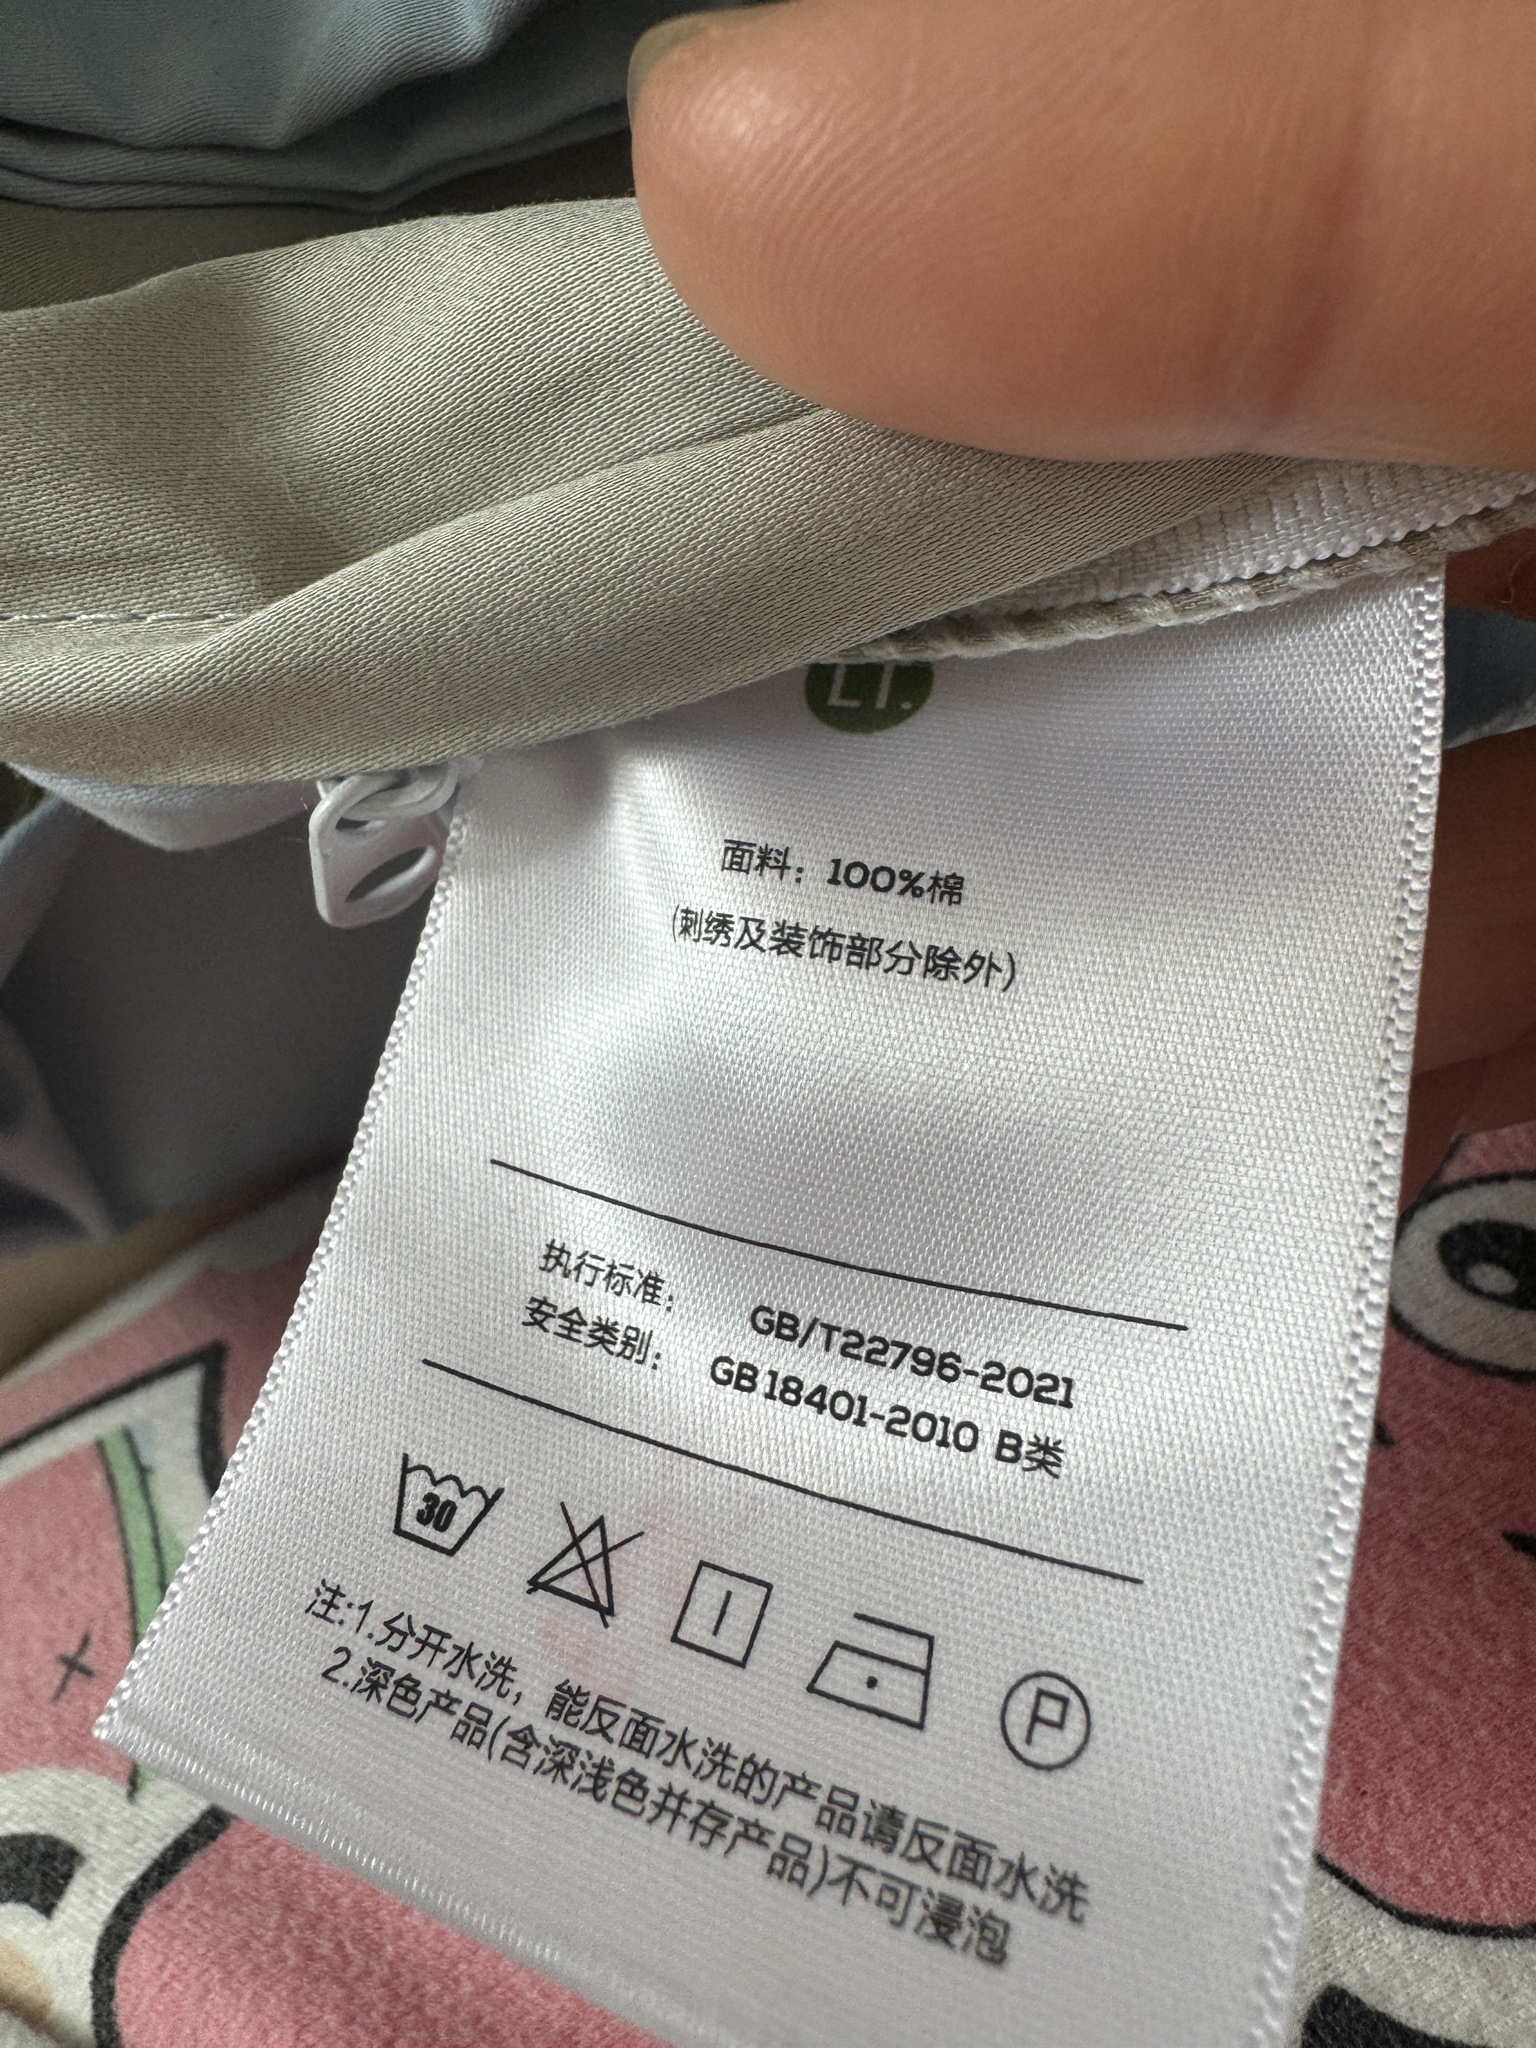 LT.
面料：100%棉
(刺绣及装饰部分除外)
执行标准： GB/T22796-2021
安全类别： GB18401-2010 B类
30
P
注:1.分开水洗，能反面水洗的产品请反面水洗
2.深色产品(含深浅色并存产品)不可浸泡